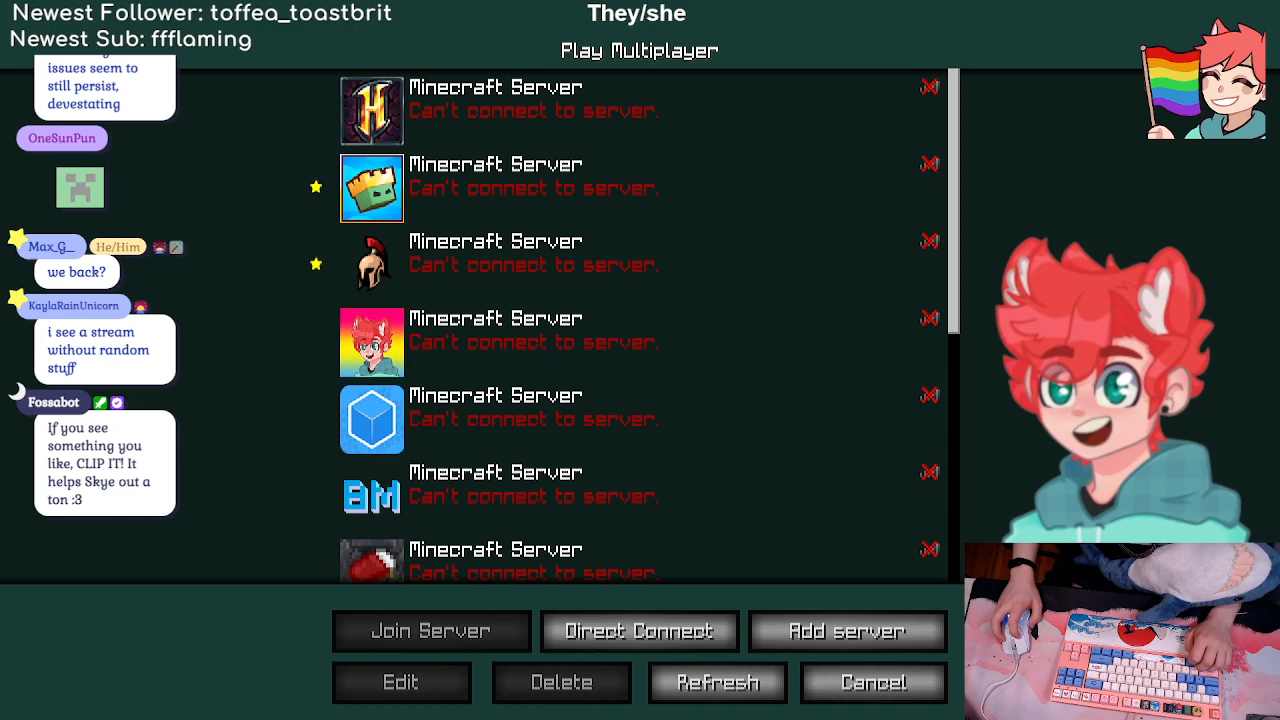 Newest Follower: toffea_toastbrit
Newest Sub: ffflaming
They/she
Play Multiplayer
issues seem to
still persist,
devestating
OneSunPun
Max_G_ He/Him
we back?
KaylaRainUnicorn
i see a stream
without random
stuff
Fossabot
If you see
something you
like, CLIP IT! It
helps Skye out a
ton :3
H
Minecraft Server
Can't connect to server.
Minecraft Server
Can't connect to server.
Minecraft Server
Can't connect to server.
Minecraft Server
Can't connect to server.
Minecraft Server
Can't connect to server.
BM
Minecraft Server
Can't connect to server.
Minecraft Server
Can't connect to server.
Join Server
Direct Connect
Add server
Edit
Delete
Refresh
Cancel